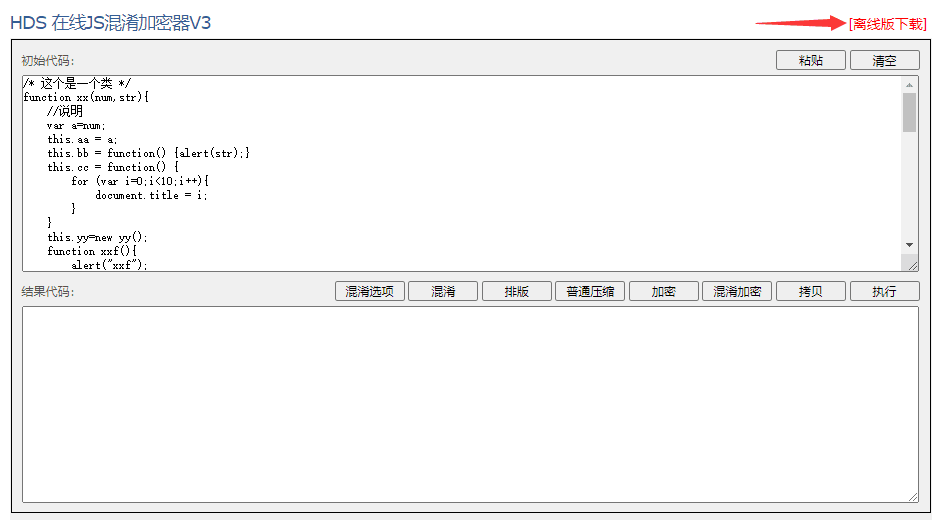 HDS 在线JS混淆加密器V3
[离线版下载]
初始代码:
粘贴
清空
/* 这个是一个类 */
function xx(num,str){
//说明
var a=num;
this.aa = a;
this.bb = function() {alert(str);}
this.cc = function() {
for (var i=0;i<10;i++){
document.title = i;
}
}
this.yy=new yy();
function xxf(){
alert("xxf");
结果代码:
混淆选项
混淆
排版
普通压缩
加密
混淆加密
拷贝
执行